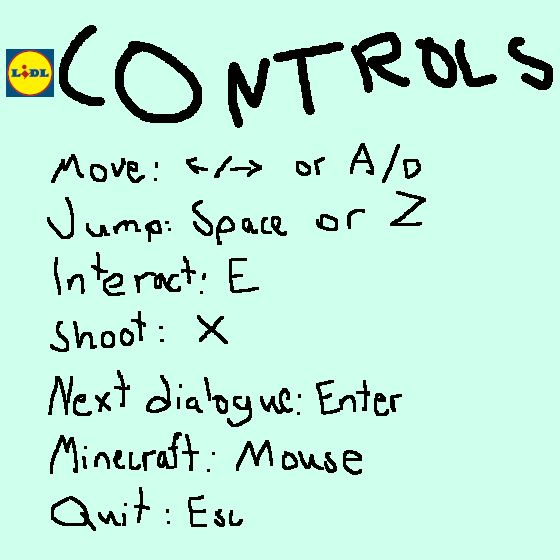 LIDL CONTROLS
Move: ←/→ or A/D
Jump: Space or Z
Interact: E
Shoot: X
Next dialogue: Enter
Minecraft: Mouse
Quit: Esc